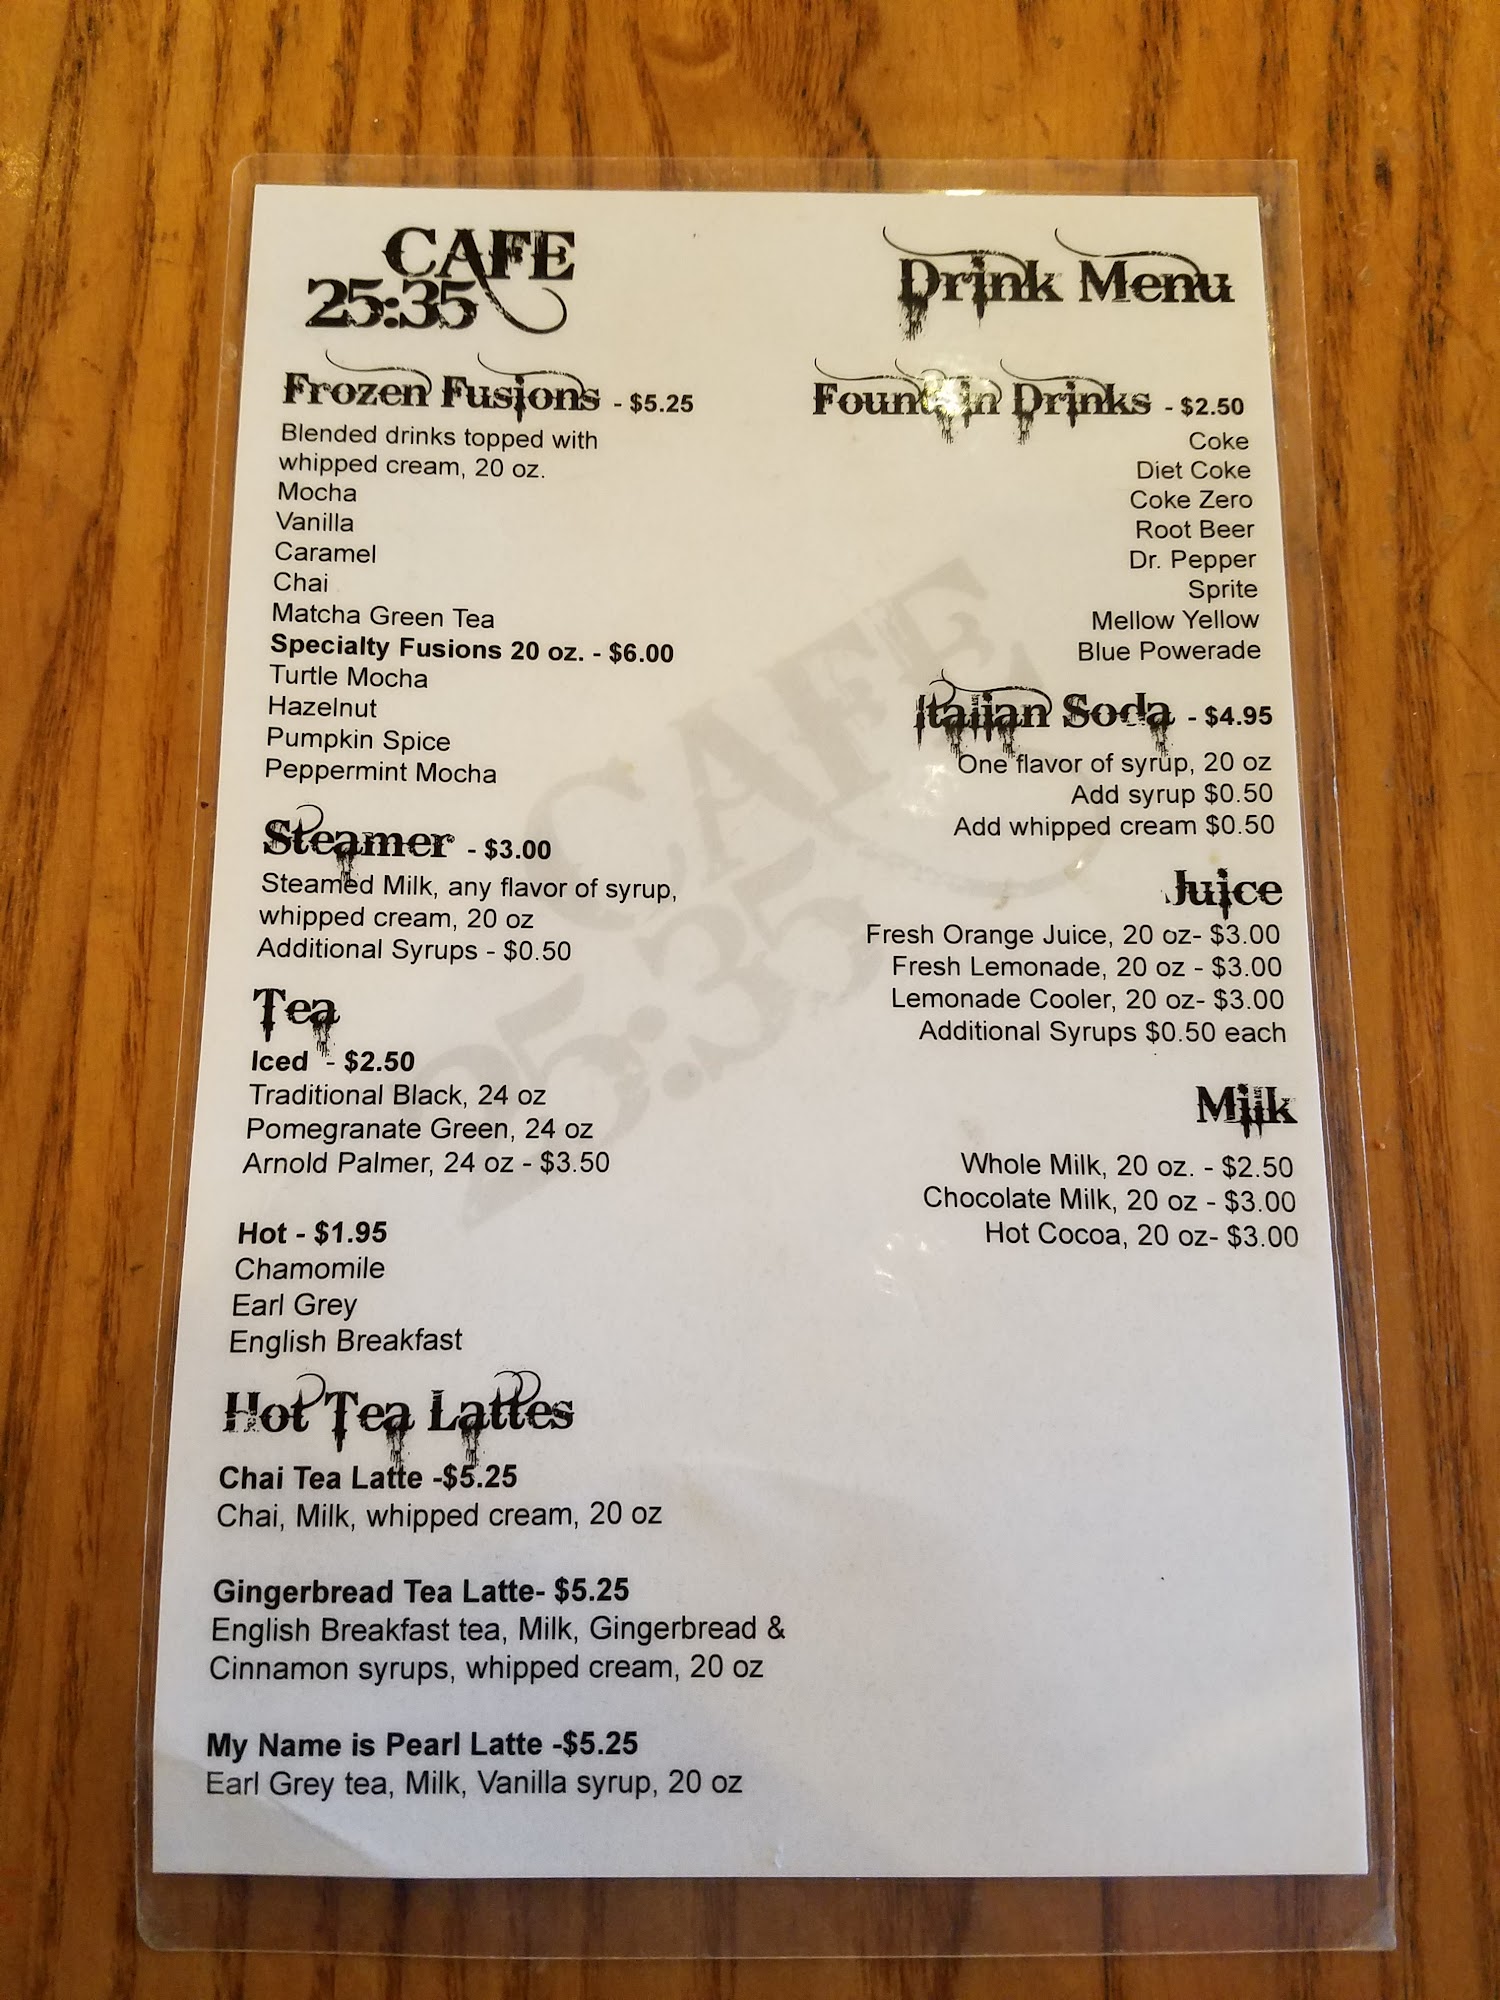 CAFE
25:35
Drink Menu
Frozen Fusions - $5.25
Blended drinks topped with
whipped cream, 20 oz.
Mocha
Vanilla
Caramel
Chai
Matcha Green Tea
Specialty Fusions 20 oz. - $6.00
Turtle Mocha
Hazelnut
Pumpkin Spice
Peppermint Mocha
Steamer - $3.00
Steamed Milk, any flavor of syrup,
whipped cream, 20 oz
Additional Syrups - $0.50
Tea
Iced - $2.50
Traditional Black, 24 oz
Pomegranate Green, 24 oz
Arnold Palmer, 24 oz - $3.50
Hot - $1.95
Chamomile
Earl Grey
English Breakfast
Hot Tea Lattes
Chai Tea Latte -$5.25
Chai, Milk, whipped cream, 20 oz
Gingerbread Tea Latte- $5.25
English Breakfast tea, Milk, Gingerbread &
Cinnamon syrups, whipped cream, 20 oz
My Name is Pearl Latte -$5.25
Earl Grey tea, Milk, Vanilla syrup, 20 oz
Fountain Drinks - $2.50
Coke
Diet Coke
Coke Zero
Root Beer
Dr. Pepper
Sprite
Mellow Yellow
Blue Powerade
Italian Soda - $4.95
One flavor of syrup, 20 oz
Add syrup $0.50
Add whipped cream $0.50
Juice
Fresh Orange Juice, 20 oz- $3.00
Fresh Lemonade, 20 oz - $3.00
Lemonade Cooler, 20 oz- $3.00
Additional Syrups $0.50 each
Milk
Whole Milk, 20 oz. - $2.50
Chocolate Milk, 20 oz - $3.00
Hot Cocoa, 20 oz- $3.00
CAFE
25:35